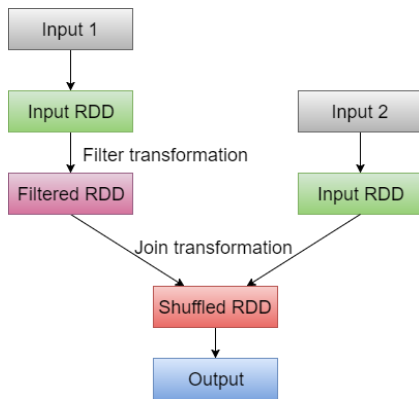 Input 1
Input RDD
Input 2
Filter transformation
Filtered RDD
Input RDD
Join transformation
Shuffled RDD
Output